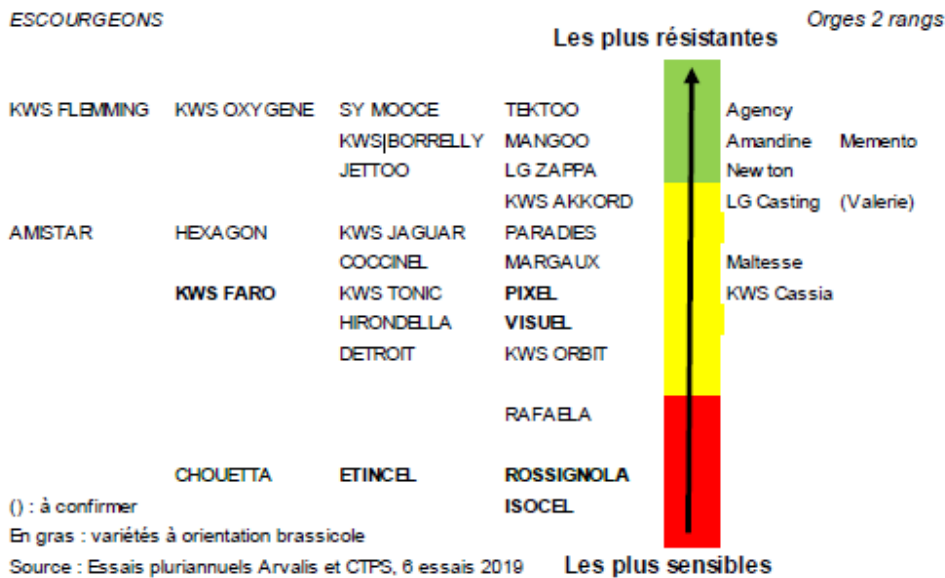 ESCOURGEONS Orges 2 rangs
Les plus résistantes
KWS FLEMMING KWS OXYGENE SY MOOCE TEKTOO Agency
KWS|BORRELLY MANGOO Amandine Memento
JETTOO LG ZAPPA Newton
KWS AKKORD LG Casting (Valerie)
AMISTAR HEXAGON KWS JAGUAR PARADIES
COCCINEL MARGAUX Maltesse
KWS FARO KWS TONIC PIXEL KWS Cassia
HIRONDELLA VISUEL
DETROIT KWS ORBIT
RAFAELA
CHOUETTA ETINCEL ROSSIGNOLA
() : à confirmer ISOCEL
En gras : variétés à orientation brassicole
Source : Essais pluriannuels Arvalis et CTPS, 6 essais 2019 Les plus sensibles